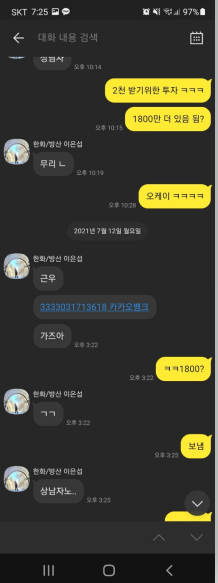 SKT 7:25 97%
대화 내용 검색
상남자
오후 10:14
2천 받기위한 투자 ㅋㅋㅋ
1800만 더 있음 됨?
오후 10:15
한화/방산 이은섭
무리 ㄴ
오후 10:19
오케이 ㅋㅋㅋㅋ
오후 10:28
2021년 7월 12일 월요일
한화/방산 이은섭
근우
3333031713618 카카오뱅크
가즈아
오후 3:22
ㅋㅋ1800?
오후 3:22
한화/방산 이은섭
ㄱㄱ
오후 3:22
보냄
오후 3:25
한화/방산 이은섭
상남자노..
오후 3:25